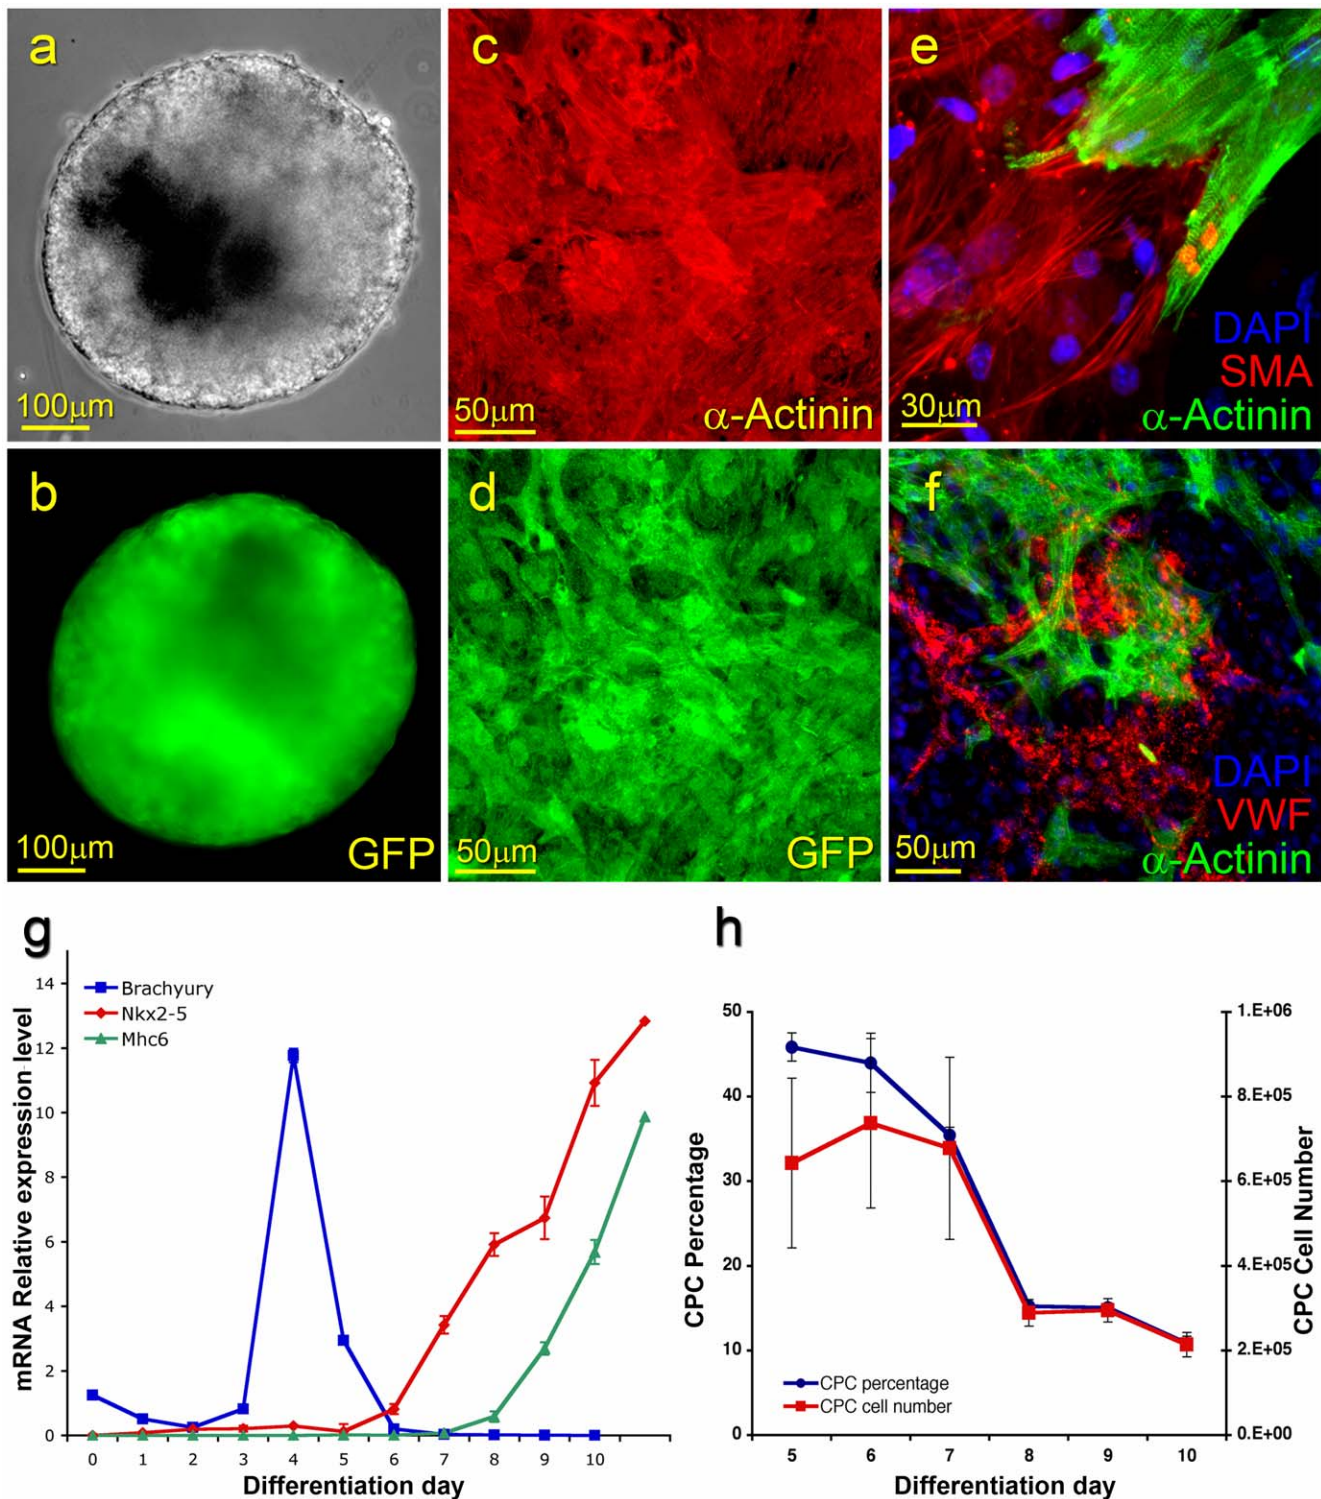 a
100μm
c
50μm
α-Actinin
e
DAPI
SMA
30μm
α-Actinin
b
100μm
GFP
d
50μm
GFP
f
DAPI
VWF
50μm
α-Actinin
g
mRNA Relative expression level
14
12
10
8
6
4
2
0
Brachyury
Nkx2-5
Mhc6
0 1 2 3 4 5 6 7 8 9 10
Differentiation day
h
CPC Percentage
50
40
30
20
10
0
CPC percentage
CPC cell number
5 6 7 8 9 10
Differentiation day
1.E+06
8.E+05
6.E+05
4.E+05
2.E+05
0.E+00
CPC Cell Number